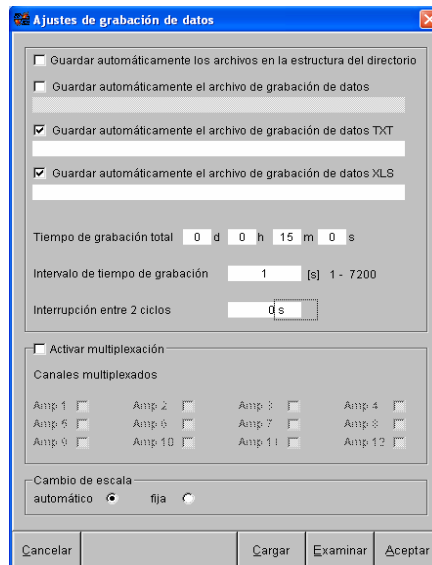 Ajustes de grabación de datos
Guardar automáticamente los archivos en la estructura del directorio
Guardar automáticamente el archivo de grabación de datos
Guardar automáticamente el archivo de grabación de datos TXT
Guardar automáticamente el archivo de grabación de datos XLS
Tiempo de grabación total 0 d 0 h 15 m 0 s
Intervalo de tiempo de grabación 1 [s] 1 - 7200
Interrupción entre 2 ciclos 0 s
Activar multiplexación
Canales multiplexados
Amp 1 Amp 2 Amp 3 Amp 4
Amp 5 Amp 6 Amp 7 Amp 8
Amp 9 Amp 10 Amp 11 Amp 12
Cambio de escala
automático fija
Cancelar Cargar Examinar Aceptar